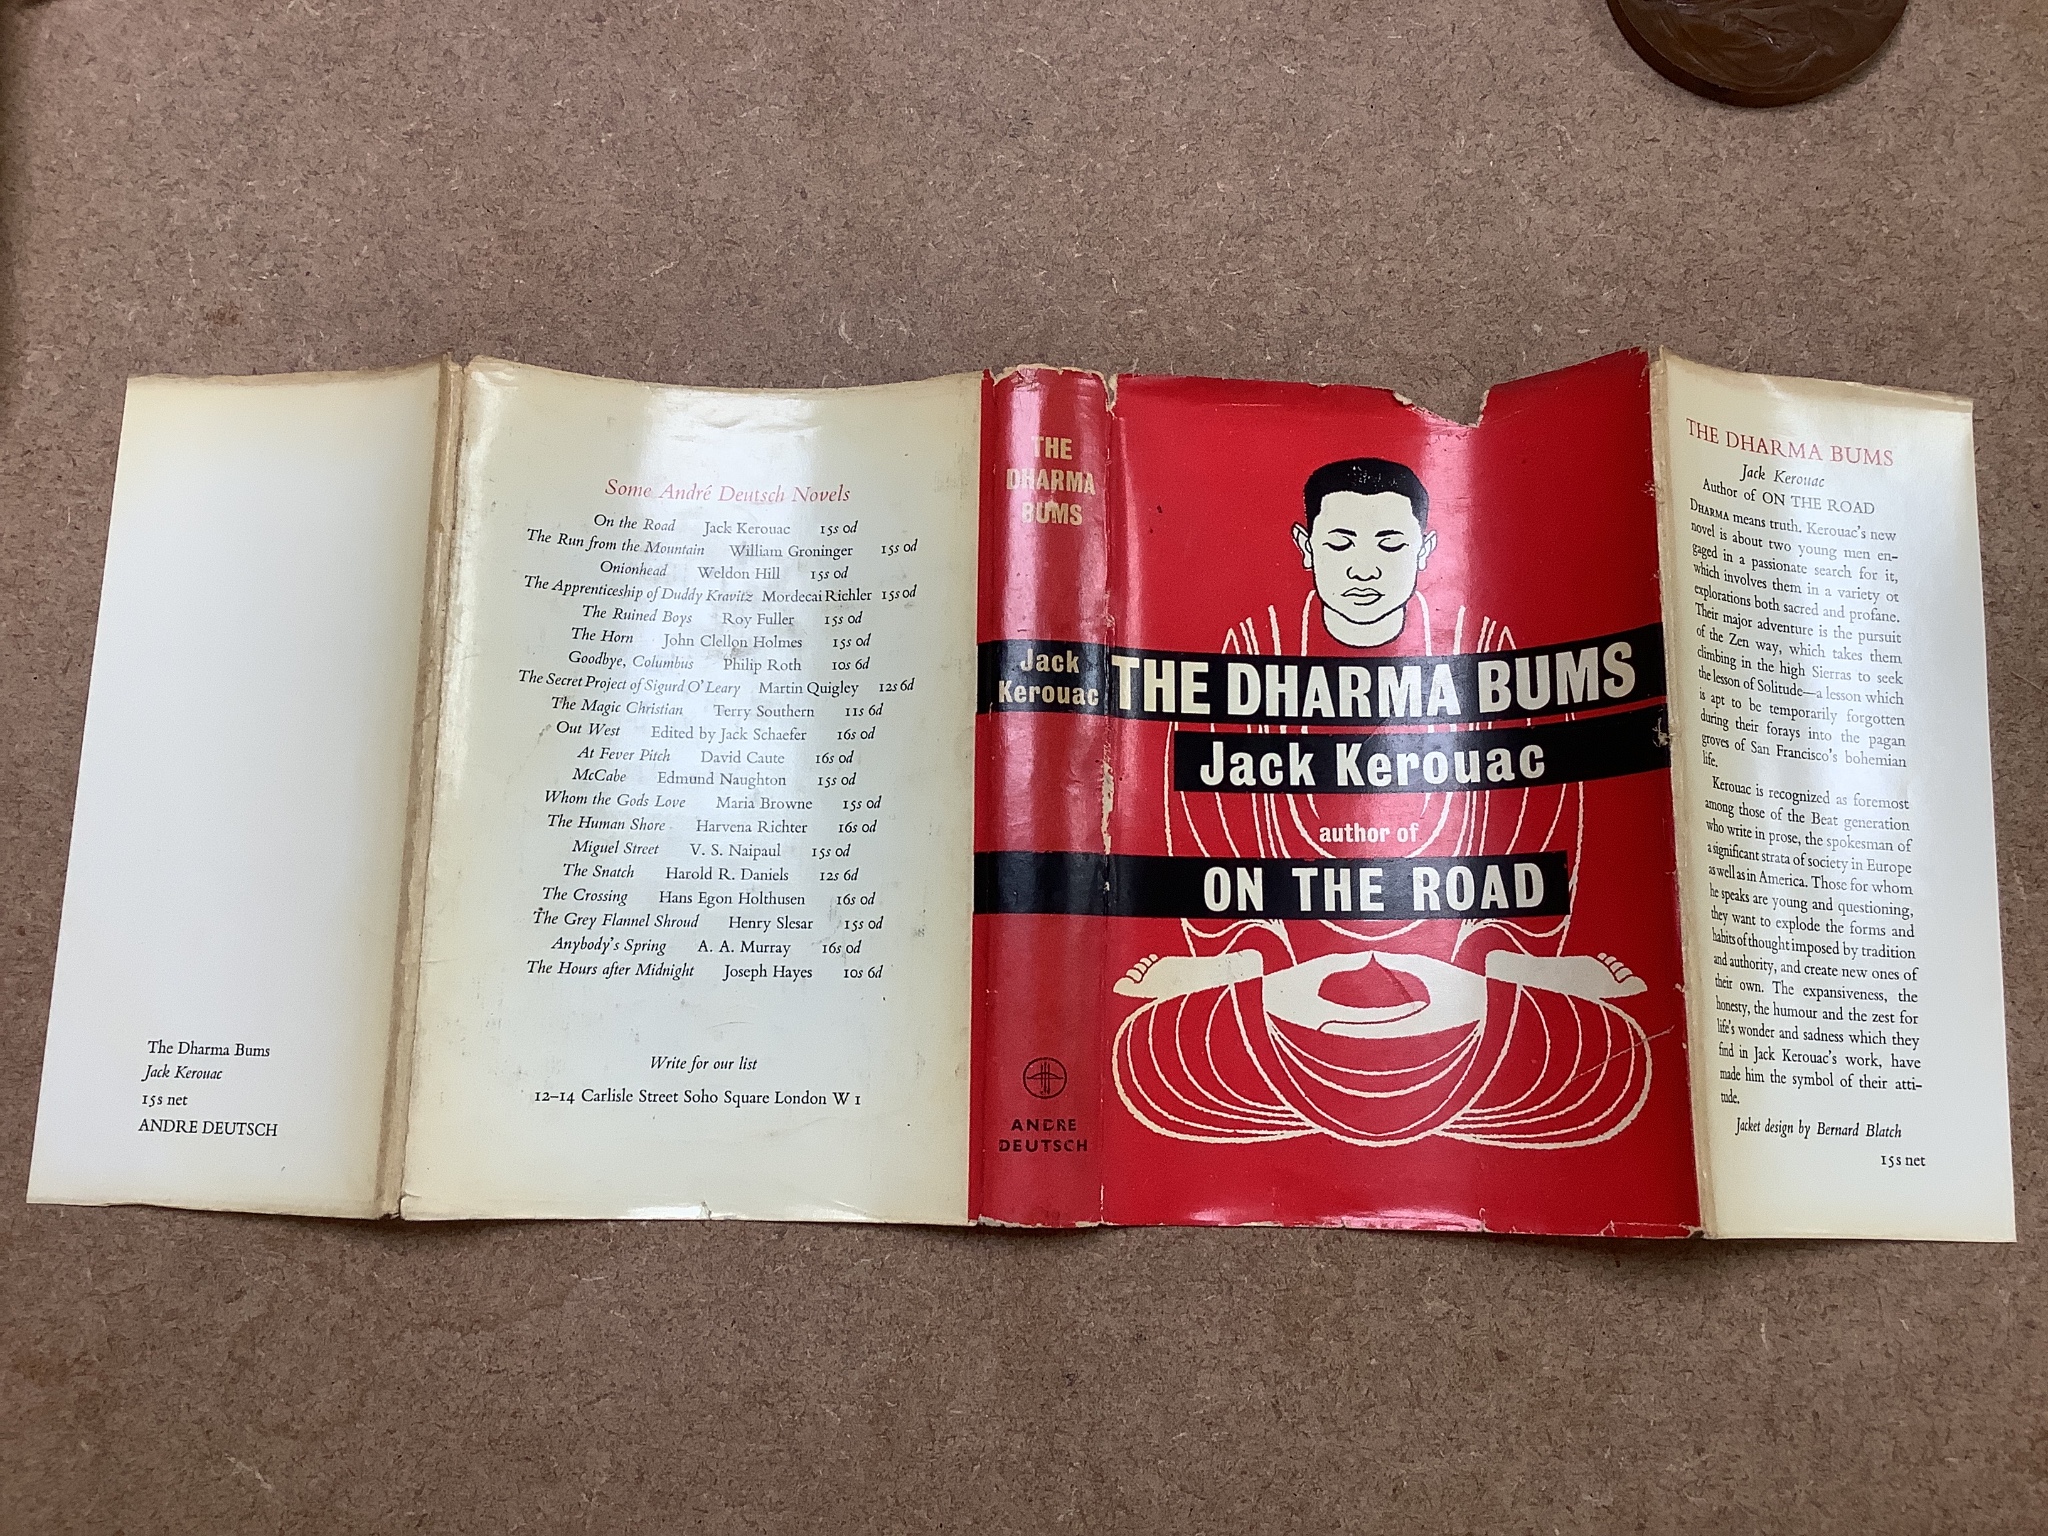 The Dharma Bums
Jack Kerouac
15s net
ANDRE DEUTSCH
Some André Deutsch Novels
On the Road Jack Kerouac 15s od
The Run from the Mountain William Groninger 15s od
Onionhead Weldon Hill 15s od
The Apprenticeship of Duddy Kravitz Mordecai Richler 15s od
The Ruined Boys Roy Fuller 15s od
The Horn John Clellon Holmes 15s od
Goodbye, Columbus Philip Roth 10s 6d
The Secret Project of Sigurd O'Leary Martin Quigley 12s 6d
The Magic Christian Terry Southern 11s 6d
Out West Edited by Jack Schaefer 16s od
At Fever Pitch David Caute 16s od
McCabe Edmund Naughton 15s od
Whom the Gods Love Maria Browne 15s od
The Human Shore Harvena Richter 16s od
Miguel Street V. S. Naipaul 15s od
The Snatch Harold R. Daniels 12s 6d
The Crossing Hans Egon Holthusen 16s od
The Grey Flannel Shroud Henry Slesar 15s od
Anybody's Spring A. A. Murray 16s od
The Hours after Midnight Joseph Hayes 10s 6d
Write for our list
12–14 Carlisle Street Soho Square London W 1
THE
DHARMA
BUMS
Jack
Kerouac
ANDRE
DEUTSCH
THE DHARMA BUMS
Jack Kerouac
author of
ON THE ROAD
THE DHARMA BUMS
Jack Kerouac
Author of ON THE ROAD
DHARMA means truth. Kerouac's new
novel is about two young men en-
gaged in a passionate search for it,
which involves them in a variety of
explorations both sacred and profane.
Their major adventure is the pursuit
of the Zen way, which takes them
climbing in the high Sierras to seek
the lesson of Solitude—a lesson which
is apt to be temporarily forgotten
during their forays into the pagan
groves of San Francisco's bohemian
life.
Kerouac is recognized as foremost
among those of the Beat generation
who write in prose, the spokesman of
a significant strata of society in Europe
as well as in America. Those for whom
he speaks are young and questioning,
they want to explode the forms and
habits of thought imposed by tradition
and authority, and create new ones of
their own. The expansiveness, the
honesty, the humour and the zest for
life's wonder and sadness which they
find in Jack Kerouac's work, have
made him the symbol of their atti-
tude.
Jacket design by Bernard Blatch
15s net